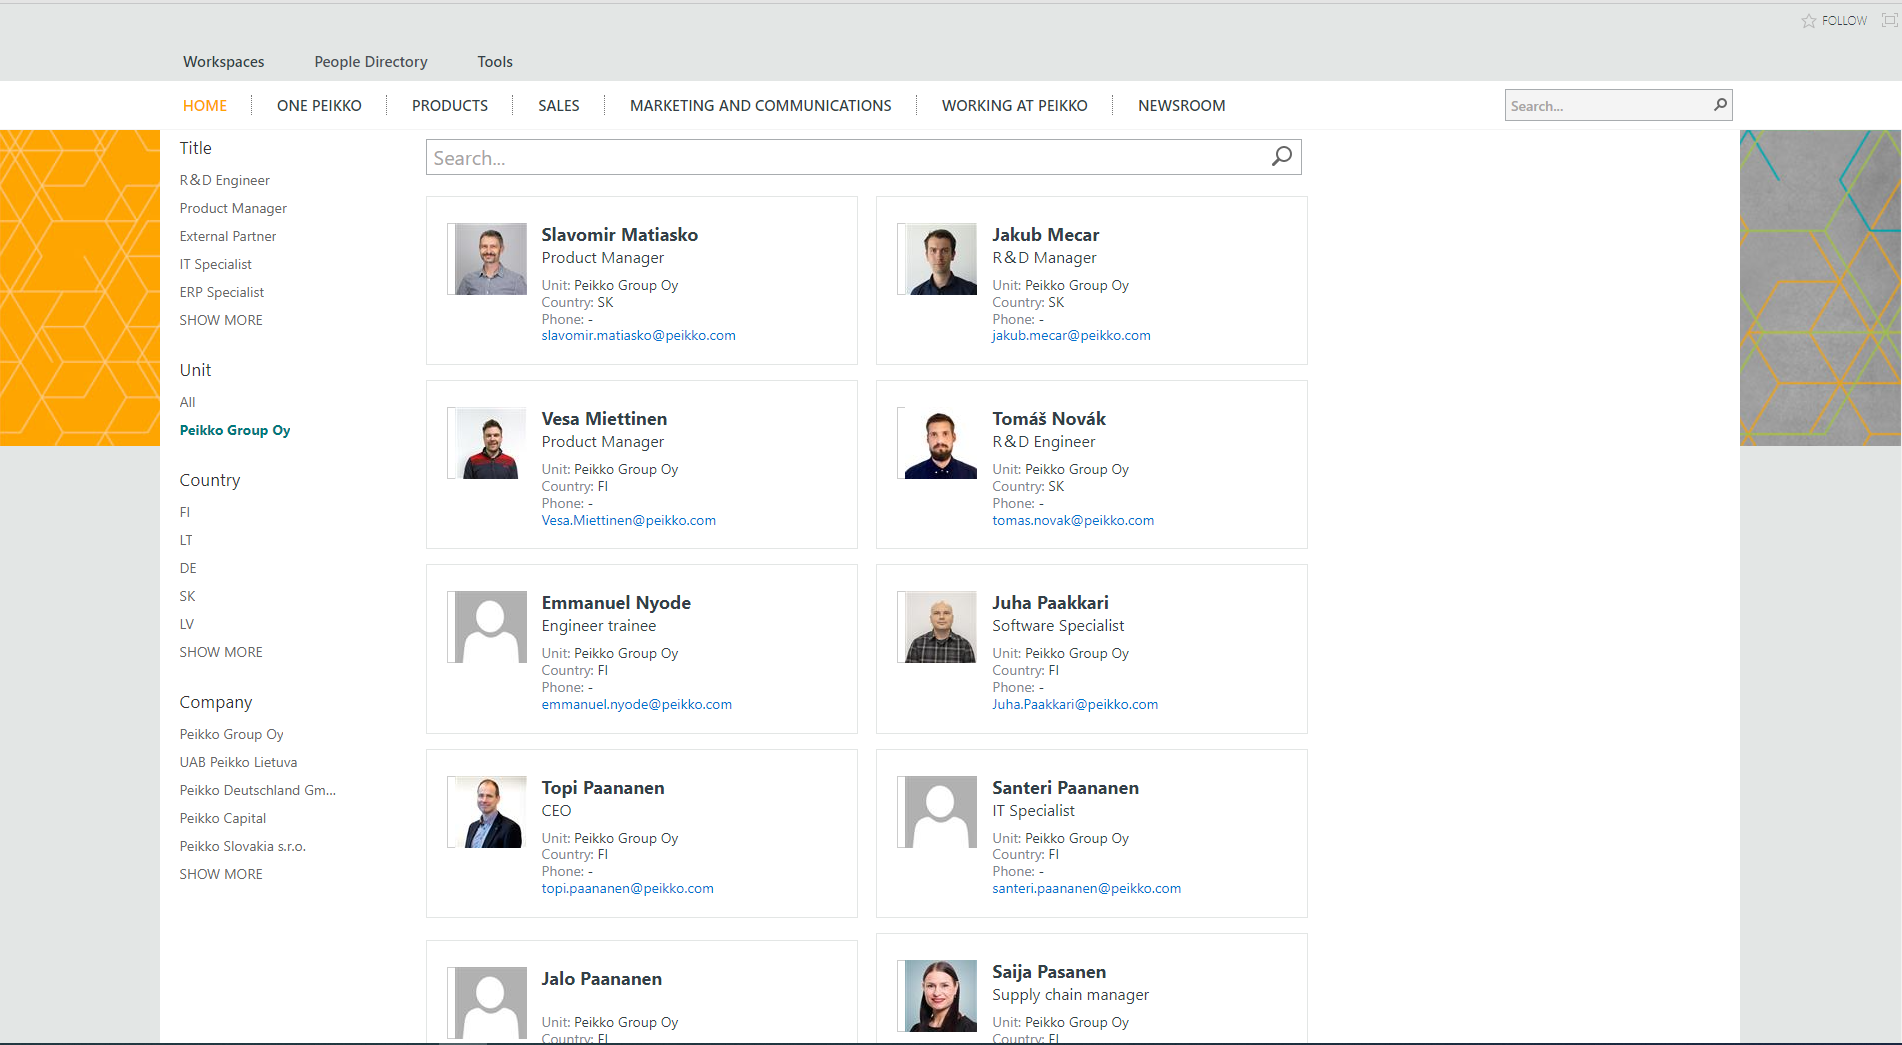 FOLLOW
Workspaces
People Directory
Tools
HOME
ONE PEIKKO
PRODUCTS
SALES
MARKETING AND COMMUNICATIONS
WORKING AT PEIKKO
NEWSROOM
Search...
Title
R&D Engineer
Product Manager
External Partner
IT Specialist
ERP Specialist
SHOW MORE
Unit
All
Peikko Group Oy
Country
FI
LT
DE
SK
LV
SHOW MORE
Company
Peikko Group Oy
UAB Peikko Lietuva
Peikko Deutschland Gm...
Peikko Capital
Peikko Slovakia s.r.o.
SHOW MORE
Search...
Slavomir Matiasko
Product Manager
Unit: Peikko Group Oy
Country: SK
Phone: -
slavomir.matiasko@peikko.com
Jakub Mecar
R&D Manager
Unit: Peikko Group Oy
Country: SK
Phone: -
jakub.mecar@peikko.com
Vesa Miettinen
Product Manager
Unit: Peikko Group Oy
Country: FI
Phone: -
Vesa.Miettinen@peikko.com
Tomáš Novák
R&D Engineer
Unit: Peikko Group Oy
Country: SK
Phone: -
tomas.novak@peikko.com
Emmanuel Nyode
Engineer trainee
Unit: Peikko Group Oy
Country: FI
Phone: -
emmanuel.nyode@peikko.com
Juha Paakkari
Software Specialist
Unit: Peikko Group Oy
Country: FI
Phone: -
Juha.Paakkari@peikko.com
Topi Paananen
CEO
Unit: Peikko Group Oy
Country: FI
Phone: -
topi.paananen@peikko.com
Santeri Paananen
IT Specialist
Unit: Peikko Group Oy
Country: FI
Phone: -
santeri.paananen@peikko.com
Jalo Paananen
Unit: Peikko Group Oy
Country: FI
Saija Pasanen
Supply chain manager
Unit: Peikko Group Oy
Country: FI